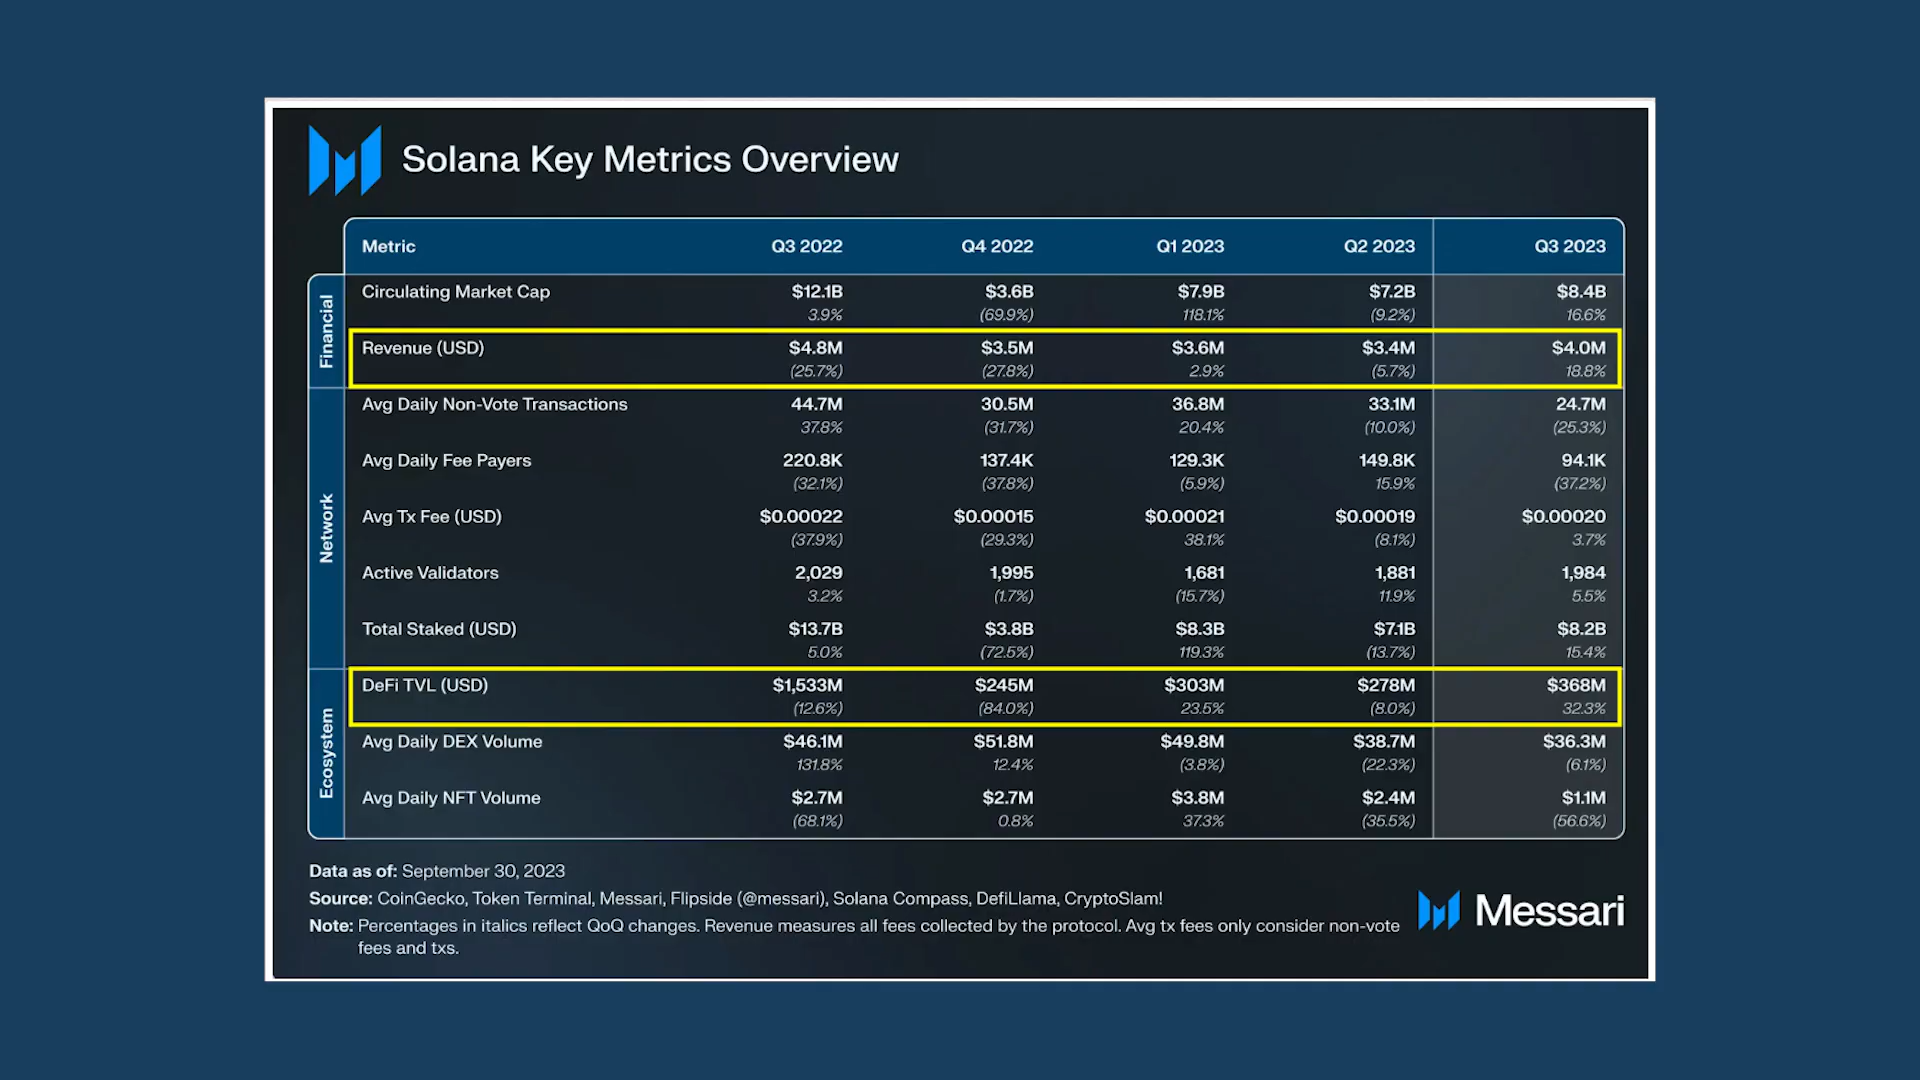 Solana Key Metrics Overview
Metric Q3 2022 Q4 2022 Q1 2023 Q2 2023 Q3 2023
Financial
Circulating Market Cap $12.1B $3.6B $7.9B $7.2B $8.4B
3.9% (69.9%) 118.1% (9.2%) 16.6%
Revenue (USD) $4.8M $3.5M $3.6M $3.4M $4.0M
(25.7%) (27.8%) 2.9% (5.7%) 18.8%
Network
Avg Daily Non-Vote Transactions 44.7M 30.5M 36.8M 33.1M 24.7M
37.8% (31.7%) 20.4% (10.0%) (25.3%)
Avg Daily Fee Payers 220.8K 137.4K 129.3K 149.8K 94.1K
(32.1%) (37.8%) (5.9%) 15.9% (37.2%)
Avg Tx Fee (USD) $0.00022 $0.00015 $0.00021 $0.00019 $0.00020
(37.9%) (29.3%) 38.1% (8.1%) 3.7%
Active Validators 2,029 1,995 1,681 1,881 1,984
3.2% (1.7%) (15.7%) 11.9% 5.5%
Total Staked (USD) $13.7B $3.8B $8.3B $7.1B $8.2B
5.0% (72.5%) 119.3% (13.7%) 15.4%
Ecosystem
DeFi TVL (USD) $1,533M $245M $303M $278M $368M
(12.6%) (84.0%) 23.5% (8.0%) 32.3%
Avg Daily DEX Volume $46.1M $51.8M $49.8M $38.7M $36.3M
131.8% 12.4% (3.8%) (22.3%) (6.1%)
Avg Daily NFT Volume $2.7M $2.7M $3.8M $2.4M $1.1M
(68.1%) 0.8% 37.3% (35.5%) (56.6%)
Data as of: September 30, 2023
Source: CoinGecko, Token Terminal, Messari, Flipside (@messari), Solana Compass, DefiLlama, CryptoSlam!
Note: Percentages in italics reflect QoQ changes. Revenue measures all fees collected by the protocol. Avg tx fees only consider non-vote
fees and txs.
Messari